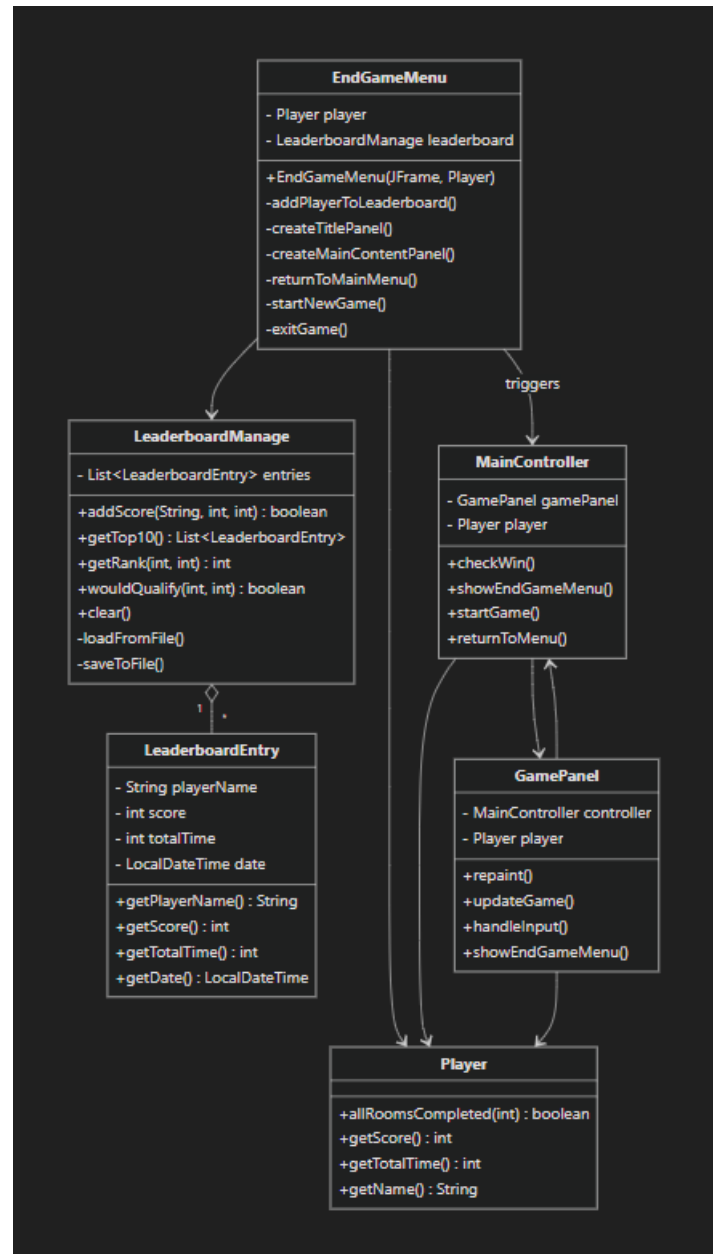 EndGameMenu
- Player player
- LeaderboardManage leaderboard
+EndGameMenu(JFrame, Player)
-addPlayerToLeaderboard()
-createTitlePanel()
-createMainContentPanel()
-returnToMainMenu()
-startNewGame()
-exitGame()
triggers
LeaderboardManage
- List<LeaderboardEntry> entries
+addScore(String, int, int) : boolean
+getTop10() : List<LeaderboardEntry>
+getRank(int, int) : int
+wouldQualify(int, int) : boolean
+clear()
-loadFromFile()
-saveToFile()
MainController
- GamePanel gamePanel
- Player player
+checkWin()
+showEndGameMenu()
+startGame()
+returnToMenu()
1
*
LeaderboardEntry
- String playerName
- int score
- int totalTime
- LocalDateTime date
+getPlayerName() : String
+getScore() : int
+getTotalTime() : int
+getDate() : LocalDateTime
GamePanel
- MainController controller
- Player player
+repaint()
+updateGame()
+handleInput()
+showEndGameMenu()
Player
+allRoomsCompleted(int) : boolean
+getScore() : int
+getTotalTime() : int
+getName() : String